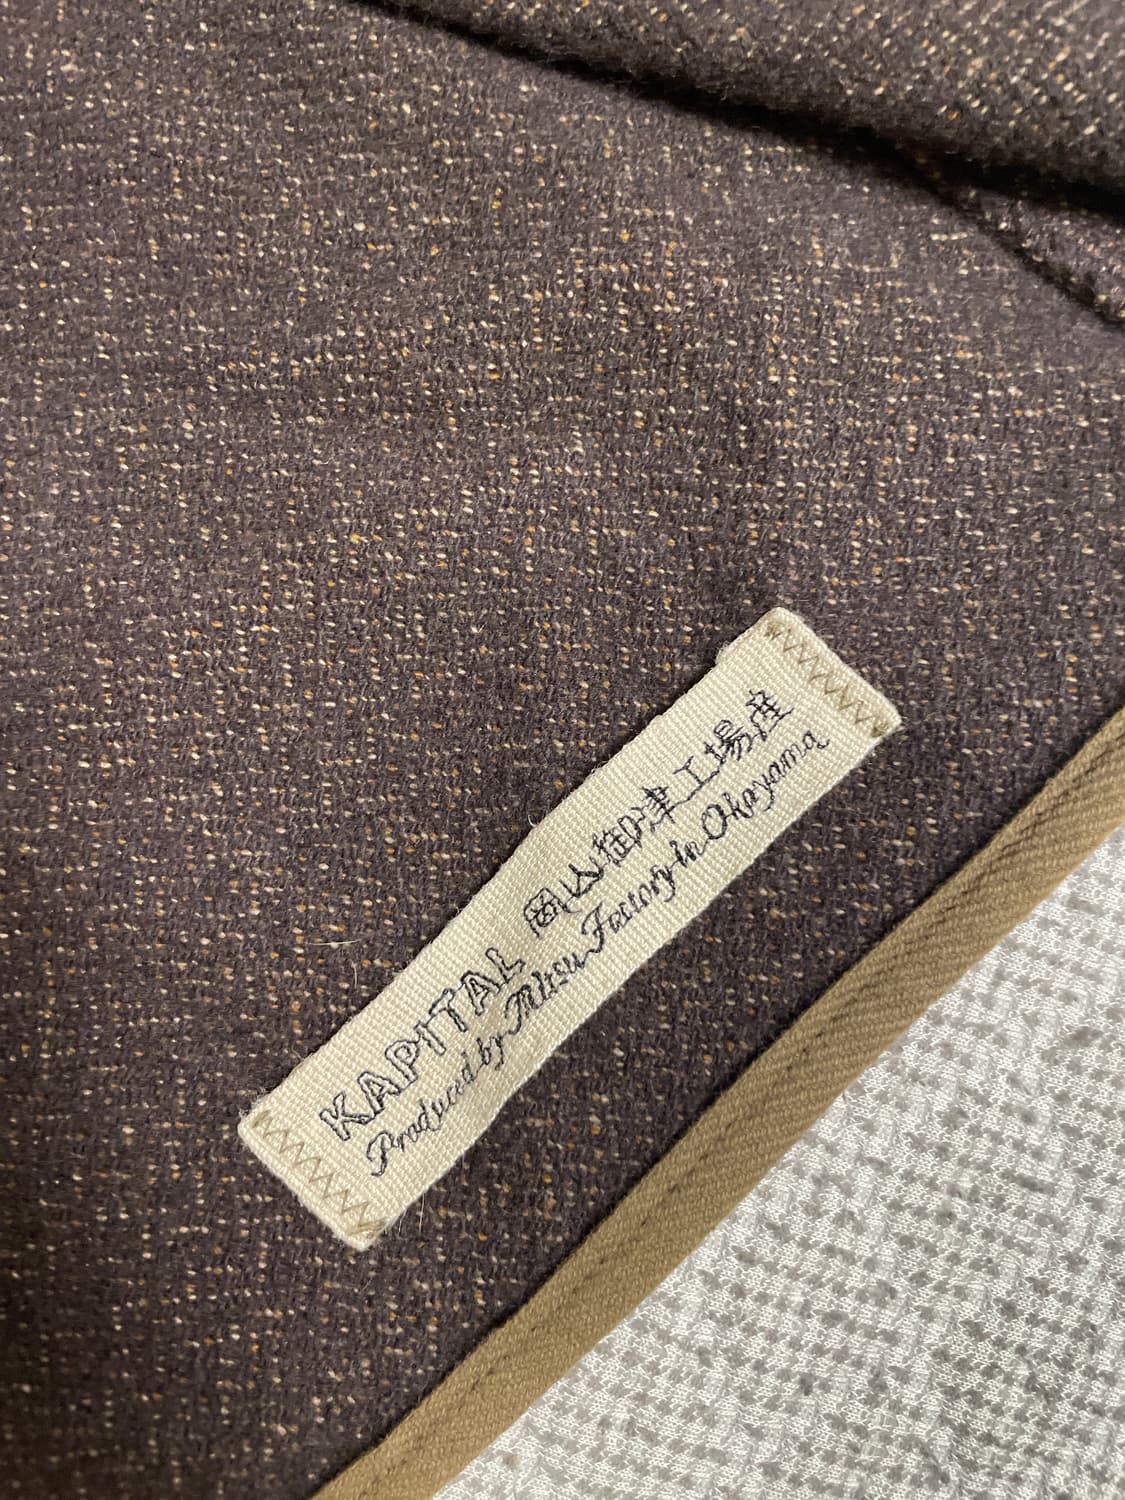 KAPITAL 岡山御津工場産
Produced by Mitsu Factory in Okayama